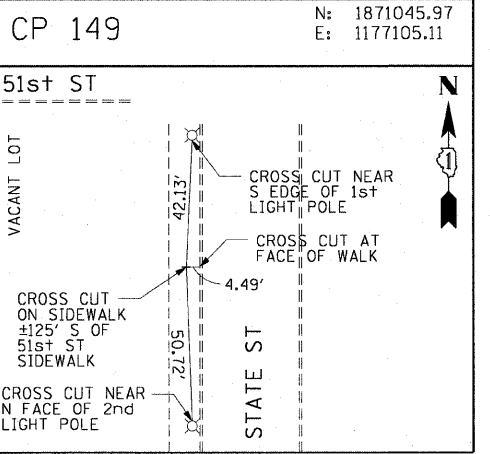 CP 149
N: 1871045.97
E: 1177105.11
51st ST
N
1
VACANT LOT
42.13'
CROSS CUT NEAR
S EDGE OF 1st
LIGHT POLE
CROSS CUT AT
FACE OF WALK
4.49'
CROSS CUT
ON SIDEWALK
±125' S OF
51st ST
SIDEWALK
50.72'
STATE ST
CROSS CUT NEAR
N FACE OF 2nd
LIGHT POLE